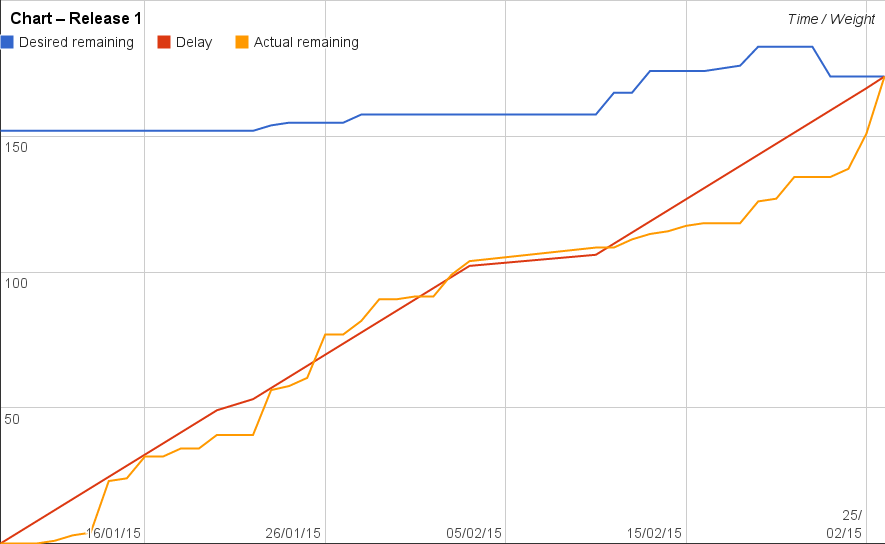 Chart – Release 1
Time / Weight
Desired remaining
Delay
Actual remaining
150
100
50
16/01/15
26/01/15
05/02/15
15/02/15
25/
02/15